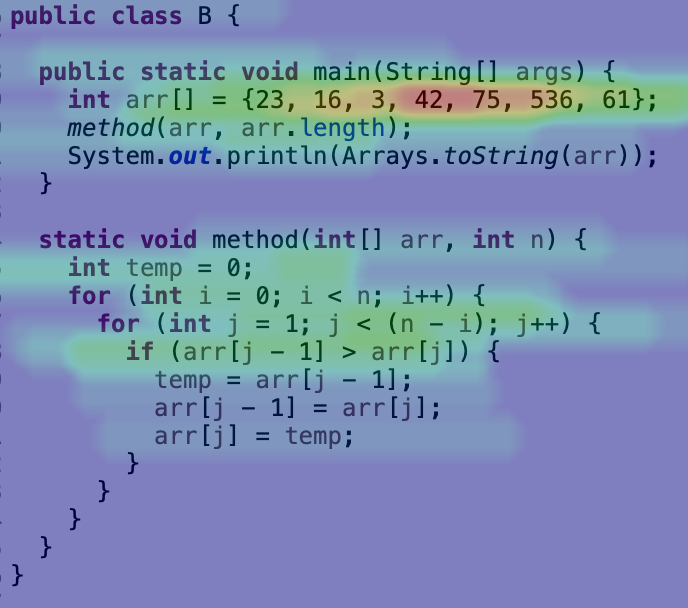 public class B {
public static void main(String[] args) {
int arr[] = {23, 16, 3, 42, 75, 536, 61};
method(arr, arr.length);
System.out.println(Arrays.toString(arr));
}
static void method(int[] arr, int n) {
int temp = 0;
for (int i = 0; i < n; i++) {
for (int j = 1; j < (n - i); j++) {
if (arr[j - 1] > arr[j]) {
temp = arr[j - 1];
arr[j - 1] = arr[j];
arr[j] = temp;
}
}
}
}
}